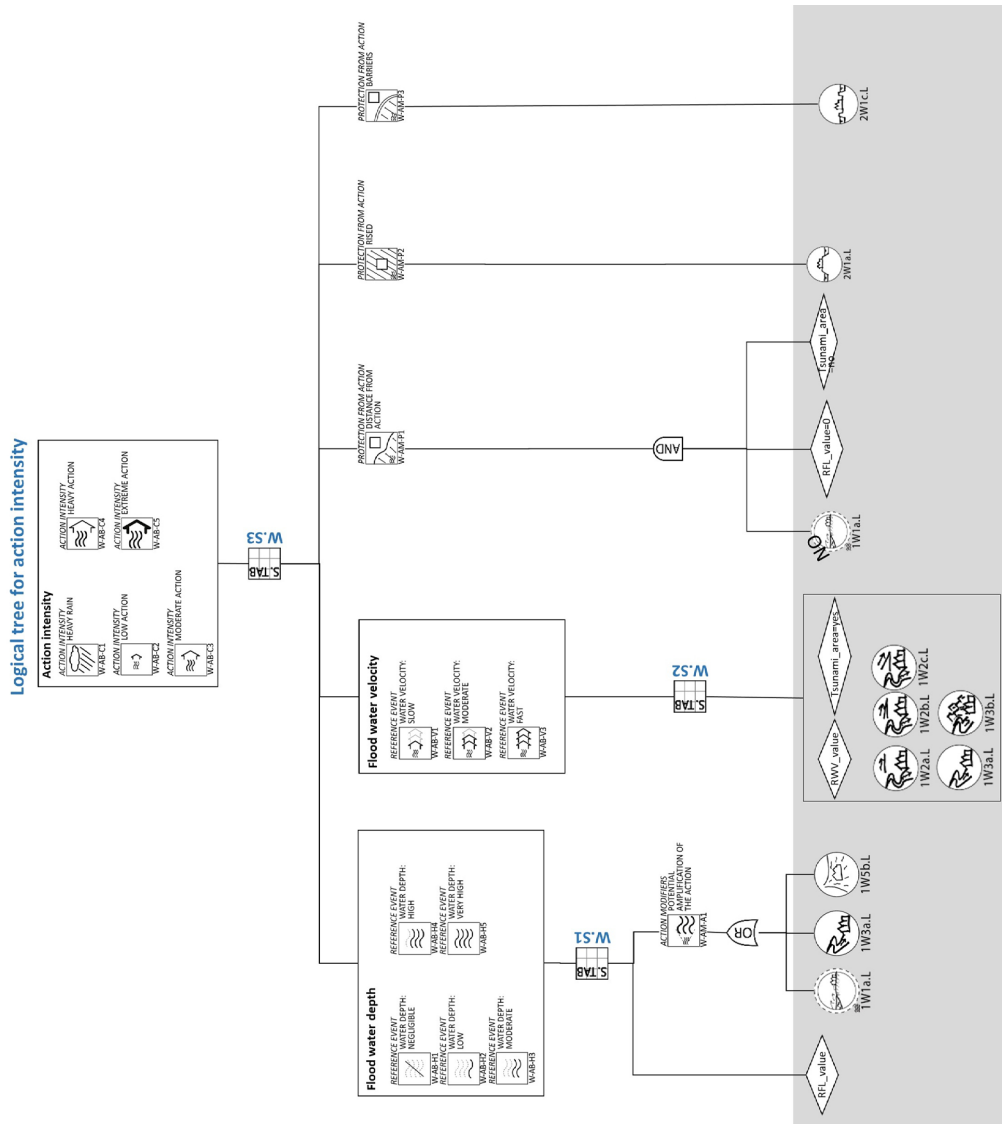 Logical tree for action intensity
Action intensity
ACTION INTENSITY
HEAVY RAIN
W-AB-C1
ACTION INTENSITY
LOW ACTION
W-AB-C2
ACTION INTENSITY
MODERATE ACTION
W-AB-C3
ACTION INTENSITY
HEAVY ACTION
W-AB-C4
ACTION INTENSITY
EXTREME ACTION
W-AB-C5
S.TAB
W.S3
Flood water depth
REFERENCE EVENT
WATER DEPTH:
NEGLIGIBLE
W-AB-H1
REFERENCE EVENT
WATER DEPTH:
LOW
W-AB-H2
REFERENCE EVENT
WATER DEPTH:
MODERATE
W-AB-H3
REFERENCE EVENT
WATER DEPTH:
HIGH
W-AB-H4
REFERENCE EVENT
WATER DEPTH:
VERY HIGH
W-AB-H5
Flood water velocity
REFERENCE EVENT
WATER VELOCITY:
SLOW
W-AB-V1
REFERENCE EVENT
WATER VELOCITY:
MODERATE
W-AB-V2
REFERENCE EVENT
WATER VELOCITY:
FAST
W-AB-V3
PROTECTION FROM ACTION
DISTANCE FROM
ACTION
W-AM-P1
PROTECTION FROM ACTION
RISED
W-AM-P2
PROTECTION FROM ACTION
BARRIERS
W-AM-P3
S.TAB
W.S1
ACTION MODIFIERS
POTENTIAL
AMPLIFICATION OF
THE ACTION
W-AM-A1
OR
S.TAB
W.S2
AND
RFL_value
1W1a.L
1W3a.L
1W5b.L
RWV_value
Tsunami_area=yes
1W2a.L
1W2b.L
1W2c.L
1W3a.L
1W3b.L
NO
1W1a.L
RFL_value=0
Tsunami_area
=no
2W1a.L
2W1c.L